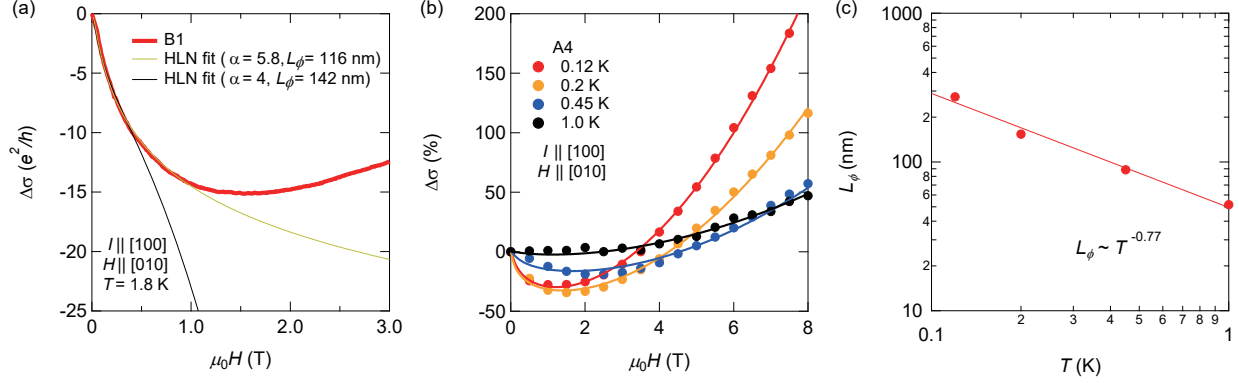 (a)
0
-5
-10
-15
-20
-25
Δσ (e²/h)
B1
HLN fit ( α = 5.8, Lϕ= 116 nm)
HLN fit ( α = 4, Lϕ= 142 nm)
I || [100]
H || [010]
T = 1.8 K
0
1.0
2.0
3.0
μ₀H (T)
(b)
200
150
100
50
0
-50
Δσ (%)
A4
0.12 K
0.2 K
0.45 K
1.0 K
I || [100]
H || [010]
0
2
4
6
8
μ₀H (T)
(c)
1000
8
6
4
2
100
8
6
4
2
10
Lϕ (nm)
Lϕ ~ T⁻⁰·⁷⁷
0.1
2
3
4
5
6
7
8
9
1
T (K)